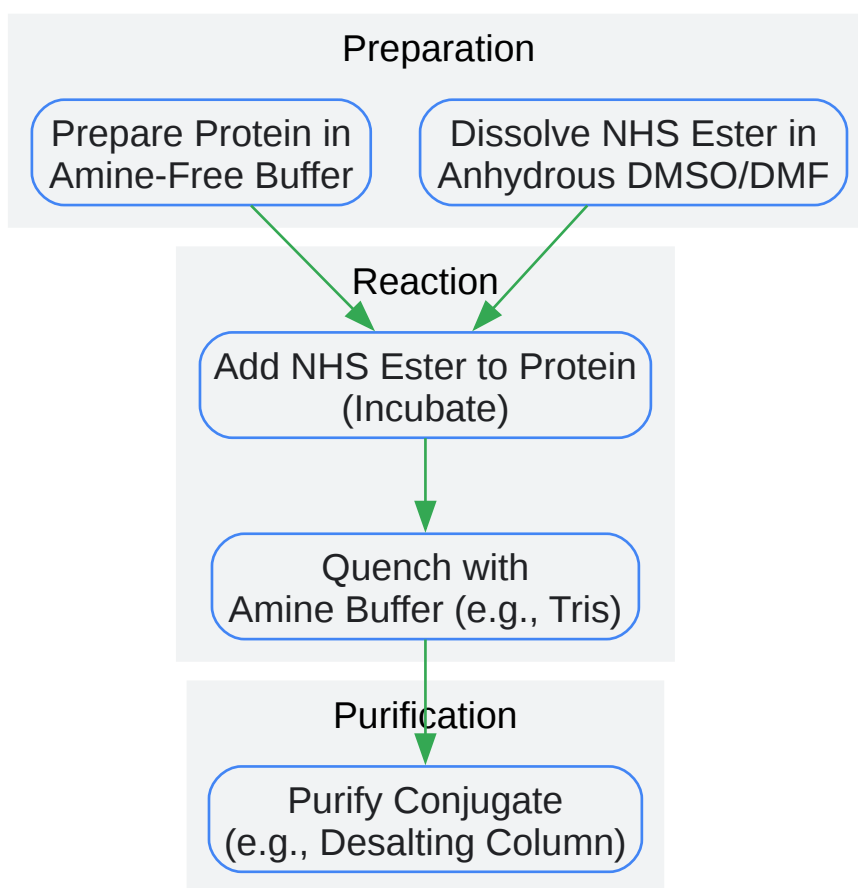 Preparation
Prepare Protein in
Amine-Free Buffer
Dissolve NHS Ester in
Anhydrous DMSO/DMF
Reaction
Add NHS Ester to Protein
(Incubate)
Quench with
Amine Buffer (e.g., Tris)
Purification
Purify Conjugate
(e.g., Desalting Column)